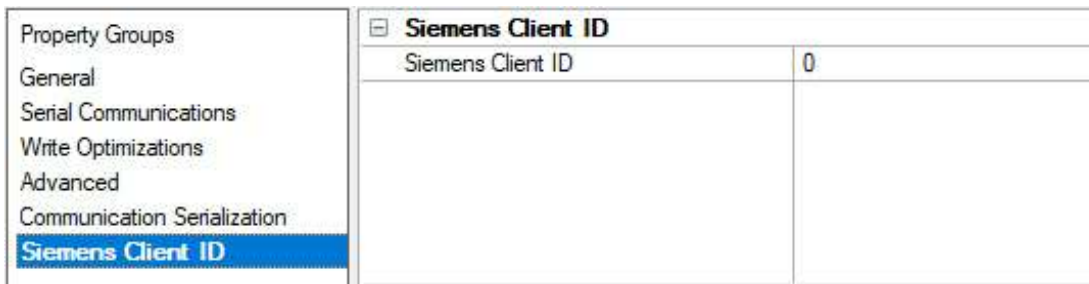 Property Groups
General
Serial Communications
Write Optimizations
Advanced
Communication Serialization
Siemens Client ID
Siemens Client ID
Siemens Client ID 0